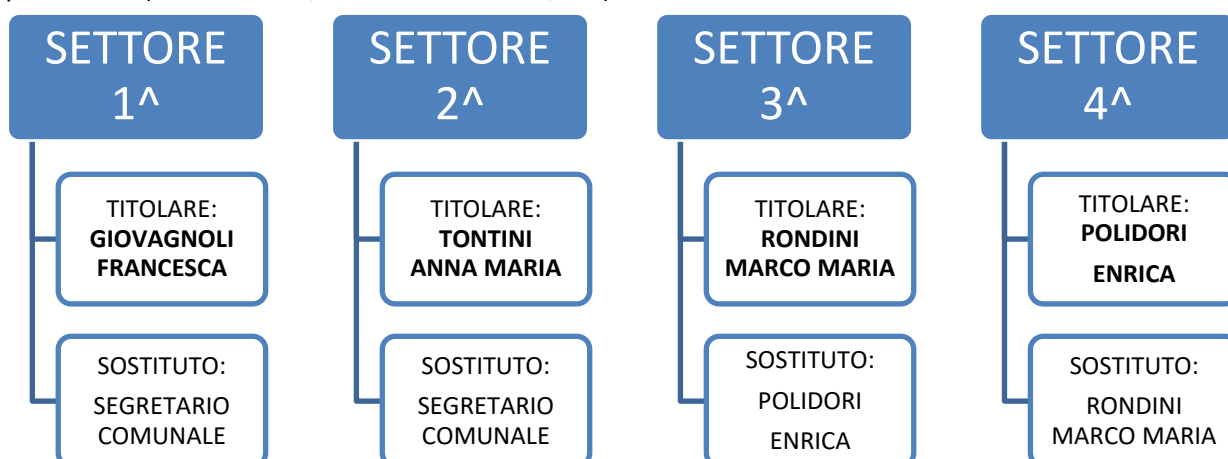 SETTORE
1^
TITOLARE:
GIOVAGNOLI
FRANCESCA
SOSTITUTO:
SEGRETARIO
COMUNALE
SETTORE
2^
TITOLARE:
TONTINI
ANNA MARIA
SOSTITUTO:
SEGRETARIO
COMUNALE
SETTORE
3^
TITOLARE:
RONDINI
MARCO MARIA
SOSTITUTO:
POLIDORI
ENRICA
SETTORE
4^
TITOLARE:
POLIDORI
ENRICA
SOSTITUTO:
RONDINI
MARCO MARIA